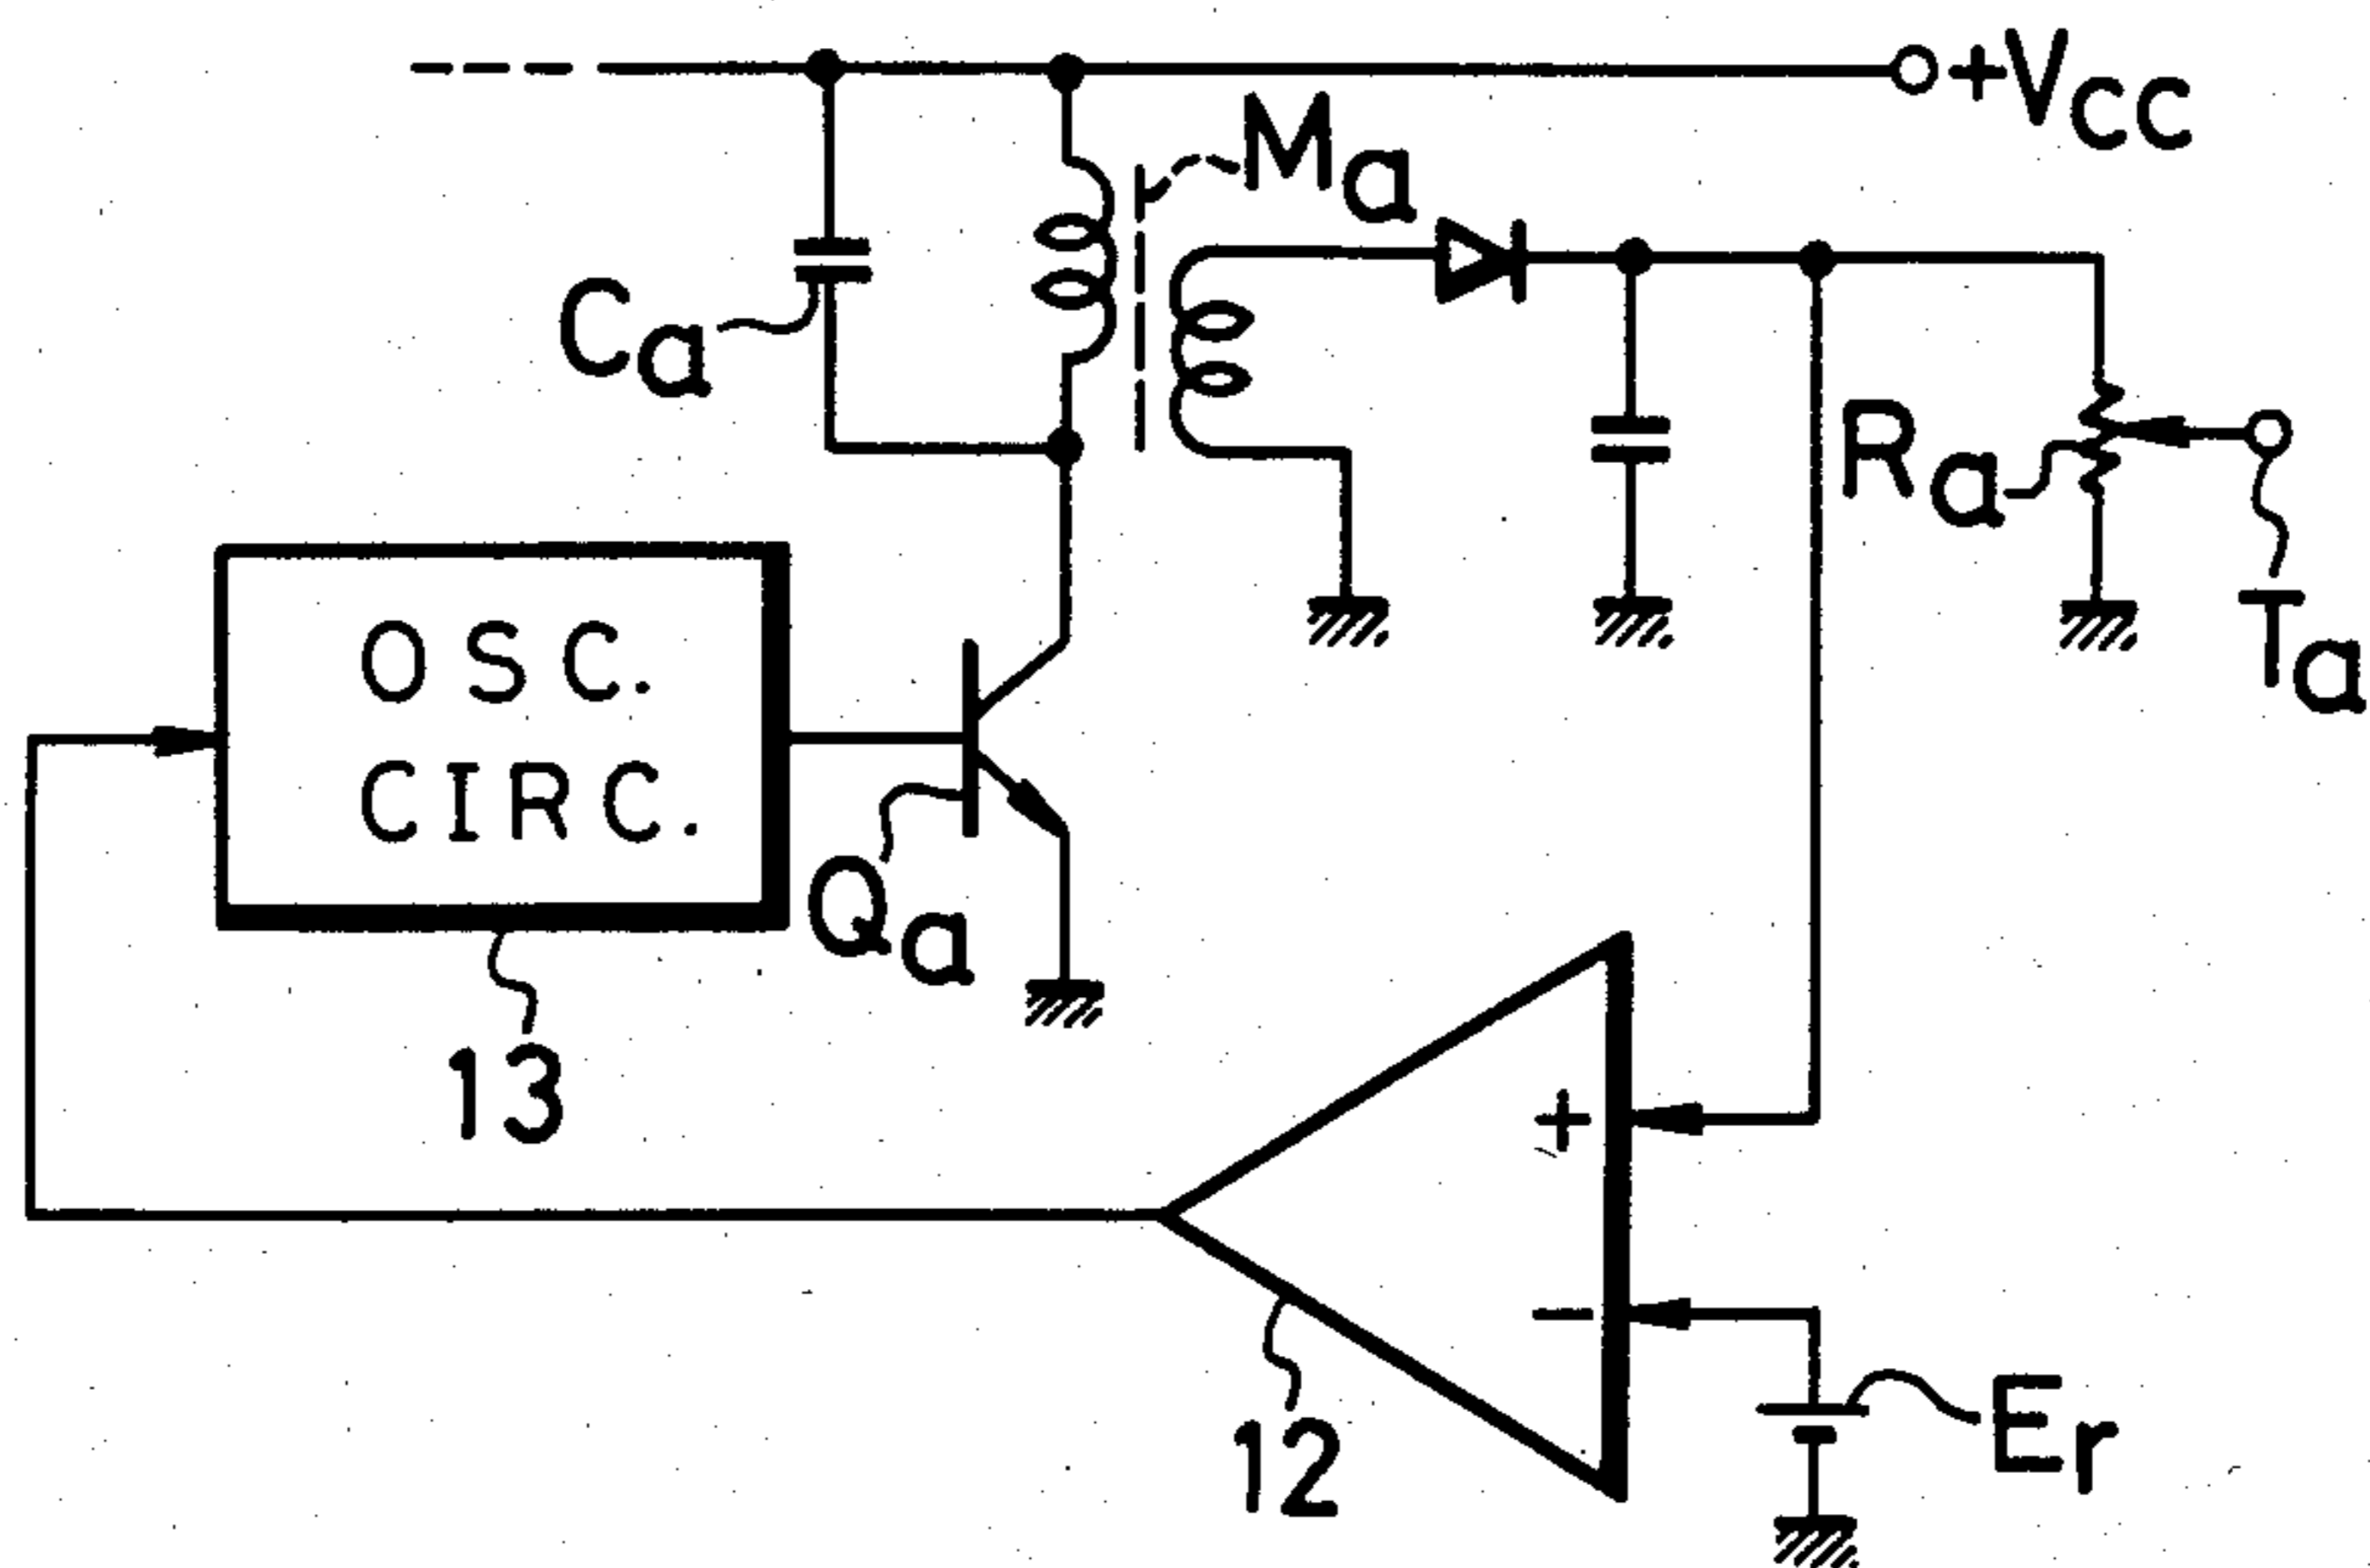 +VCC
Ma
Ca
Ra
Ta
OSC.
CIRC.
Qa
13
+
−
12
Er